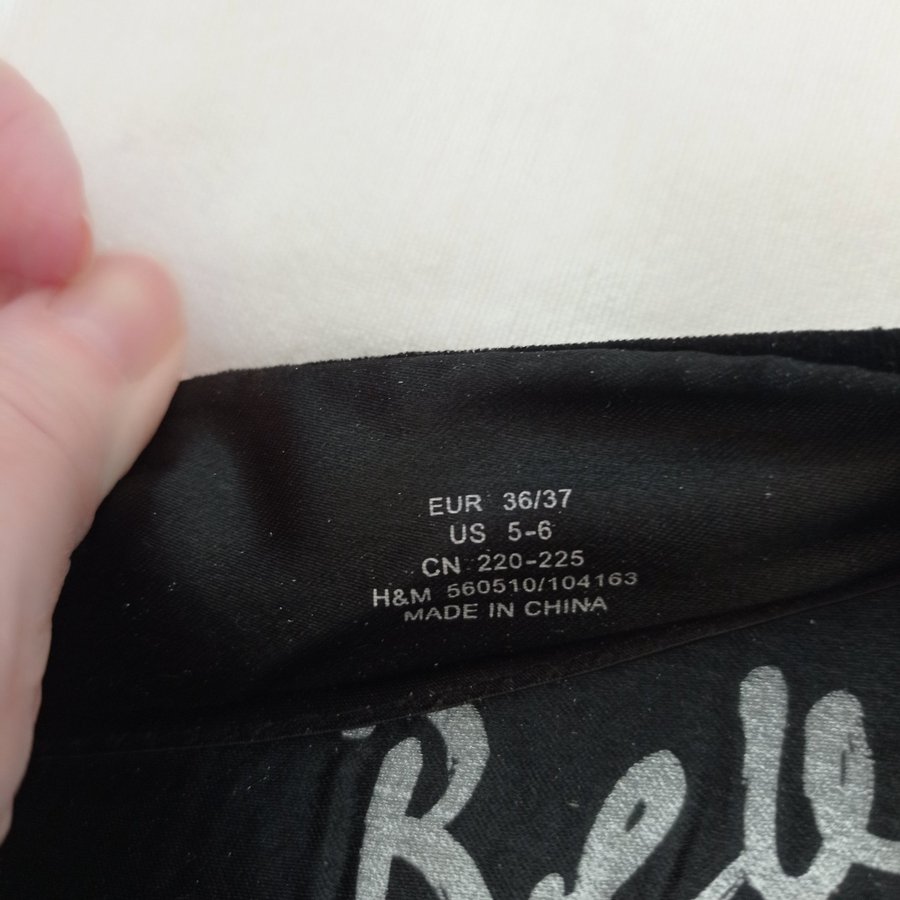 EUR 36/37
US 5-6
CN 220-225
H&M 560510/104163
MADE IN CHINA